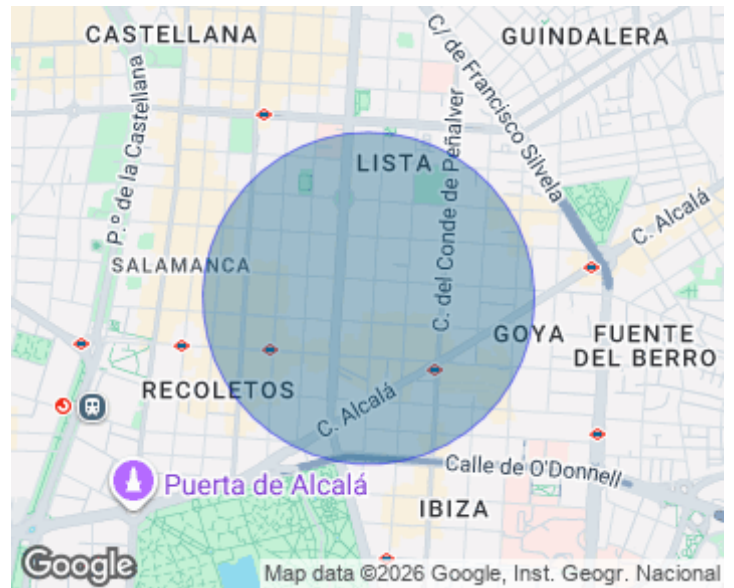 CASTELLANA
GUINDALERA
C/ de Francisco Silvela
P.º de la Castellana
LISTA
C. del Conde de Peñalver
C. Alcalá
SALAMANCA
GOYA
FUENTE
DEL BERRO
RECOLETOS
C. Alcalá
Calle de O'Donnell
Puerta de Alcalá
IBIZA
Google
Map data ©2026 Google, Inst. Geogr. Nacional